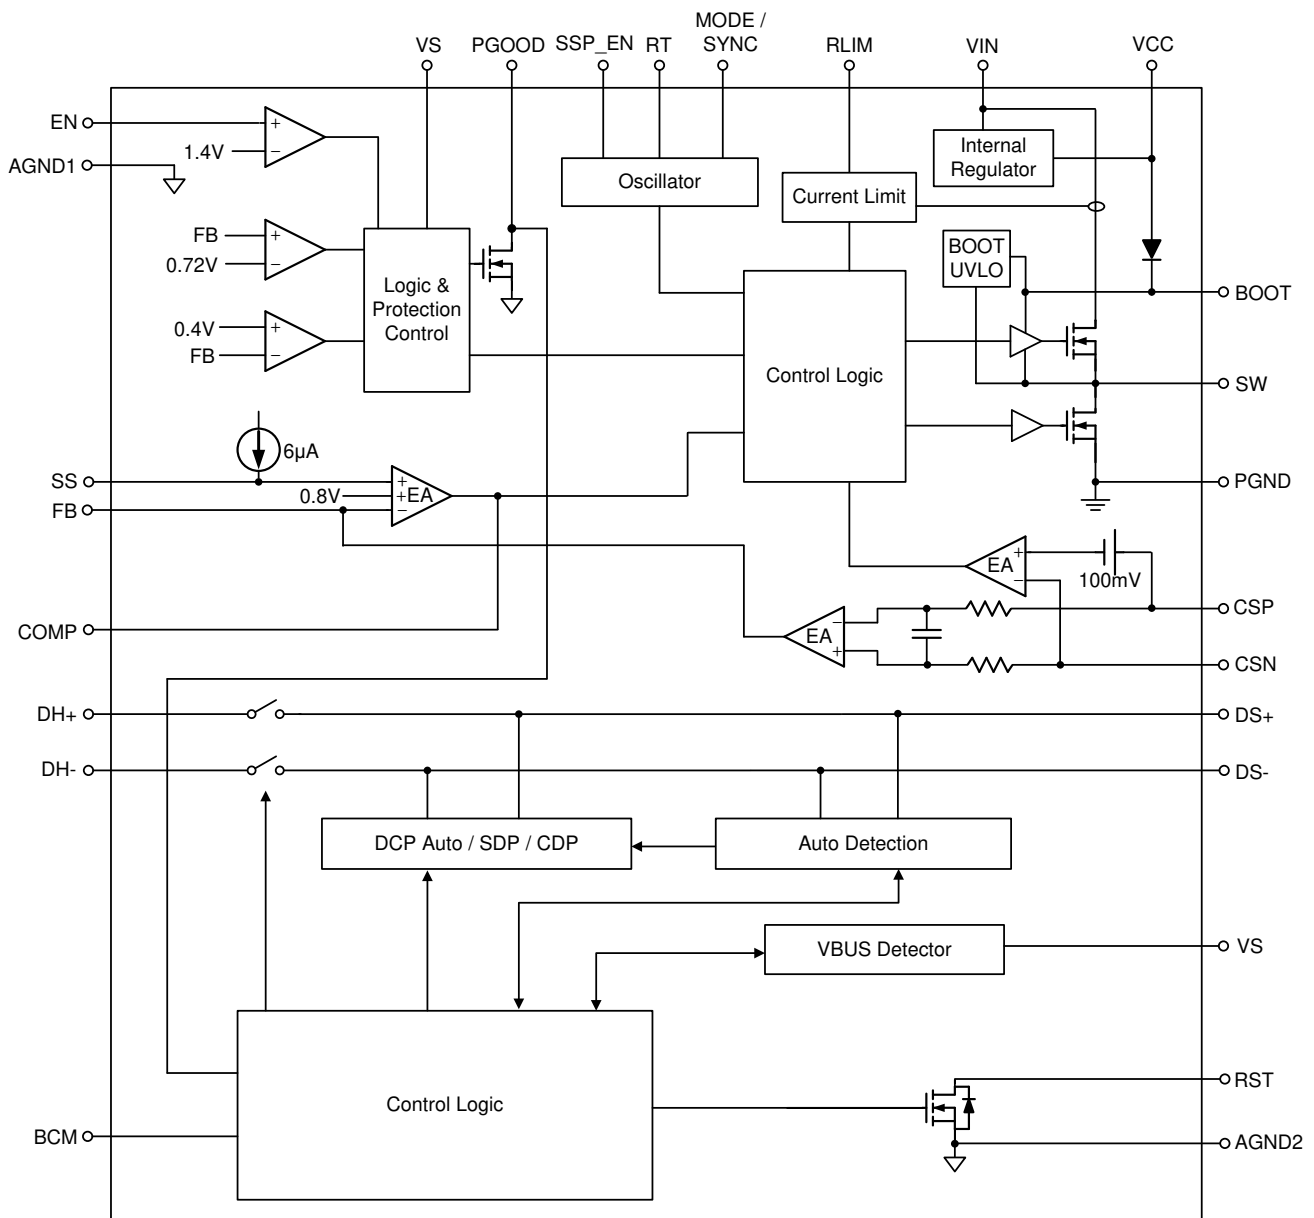 MODE /
VS PGOOD SSP_EN RT SYNC RLIM VIN VCC
EN
+
1.4V
−
AGND1
Internal
Regulator
Oscillator
Current Limit
FB
+
0.72V
−
BOOT
UVLO
Logic &
Protection
Control
BOOT
0.4V
+
FB
−
Control Logic
SW
6µA
SS
+
0.8V
+
EA
FB
−
PGND
EA
+
−
100mV
CSP
COMP
EA
−
+
CSN
DH+
DS+
DH-
DS-
DCP Auto / SDP / CDP
Auto Detection
VBUS Detector
VS
RST
Control Logic
BCM
AGND2